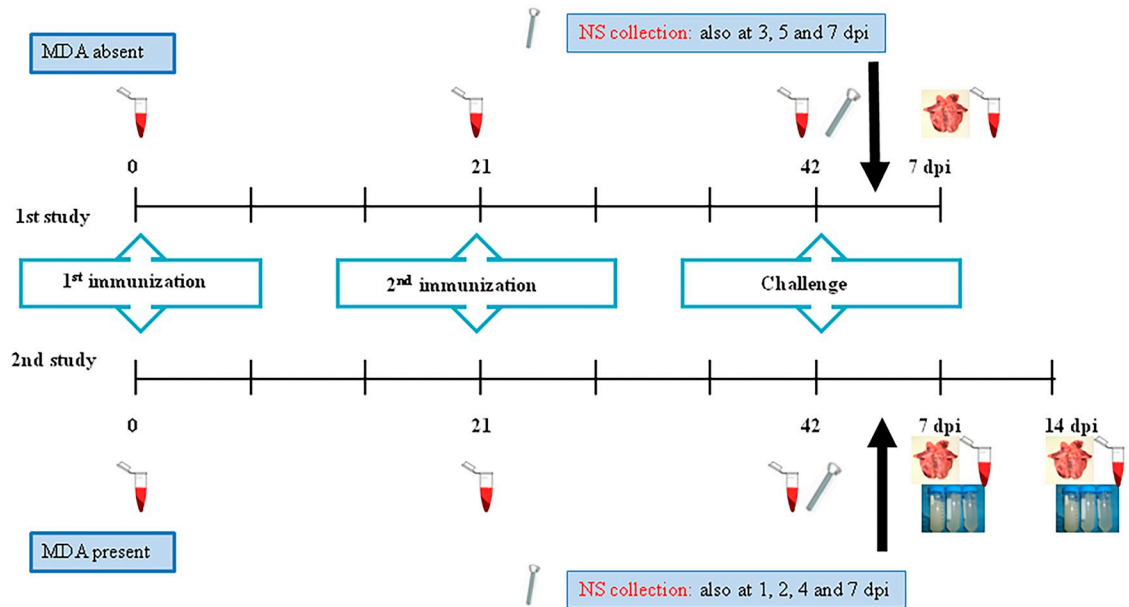 NS collection: also at 3, 5 and 7 dpi
MDA absent
0 21 42 7 dpi
1st study
1st immunization 2nd immunization Challenge
2nd study
0 21 42 7 dpi 14 dpi
MDA present
NS collection: also at 1, 2, 4 and 7 dpi